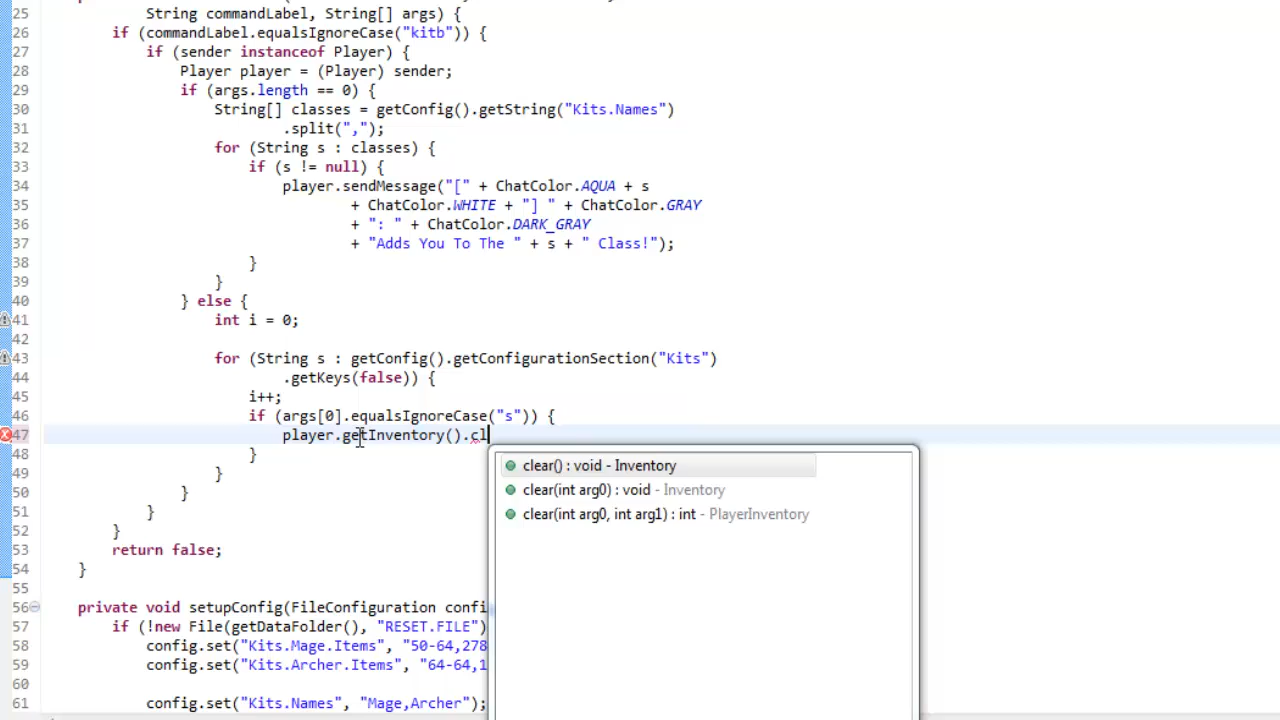 25 String commandLabel, String[] args) {
26 if (commandLabel.equalsIgnoreCase("kitb")) {
27 if (sender instanceof Player) {
28 Player player = (Player) sender;
29 if (args.length == 0) {
30 String[] classes = getConfig().getString("Kits.Names")
31 .split(",");
32 for (String s : classes) {
33 if (s != null) {
34 player.sendMessage("[" + ChatColor.AQUA + s
35 + ChatColor.WHITE + "] " + ChatColor.GRAY
36 + ": " + ChatColor.DARK_GRAY
37 + "Adds You To The " + s + " Class!");
38 }
39 }
40 } else {
41 int i = 0;
42
43 for (String s : getConfig().getConfigurationSection("Kits")
44 .getKeys(false)) {
45 i++;
46 if (args[0].equalsIgnoreCase("s")) {
47 player.getInventory().cl
clear() : void - Inventory
clear(int arg0) : void - Inventory
clear(int arg0, int arg1) : int - PlayerInventory
48 }
49 }
50 }
51 }
52 }
53 return false;
54 }
55
56 private void setupConfig(FileConfiguration confi
57 if (!new File(getDataFolder(), "RESET.FILE")
58 config.set("Kits.Mage.Items", "50-64,278
59 config.set("Kits.Archer.Items", "64-64,1
60
61 config.set("Kits.Names", "Mage,Archer");